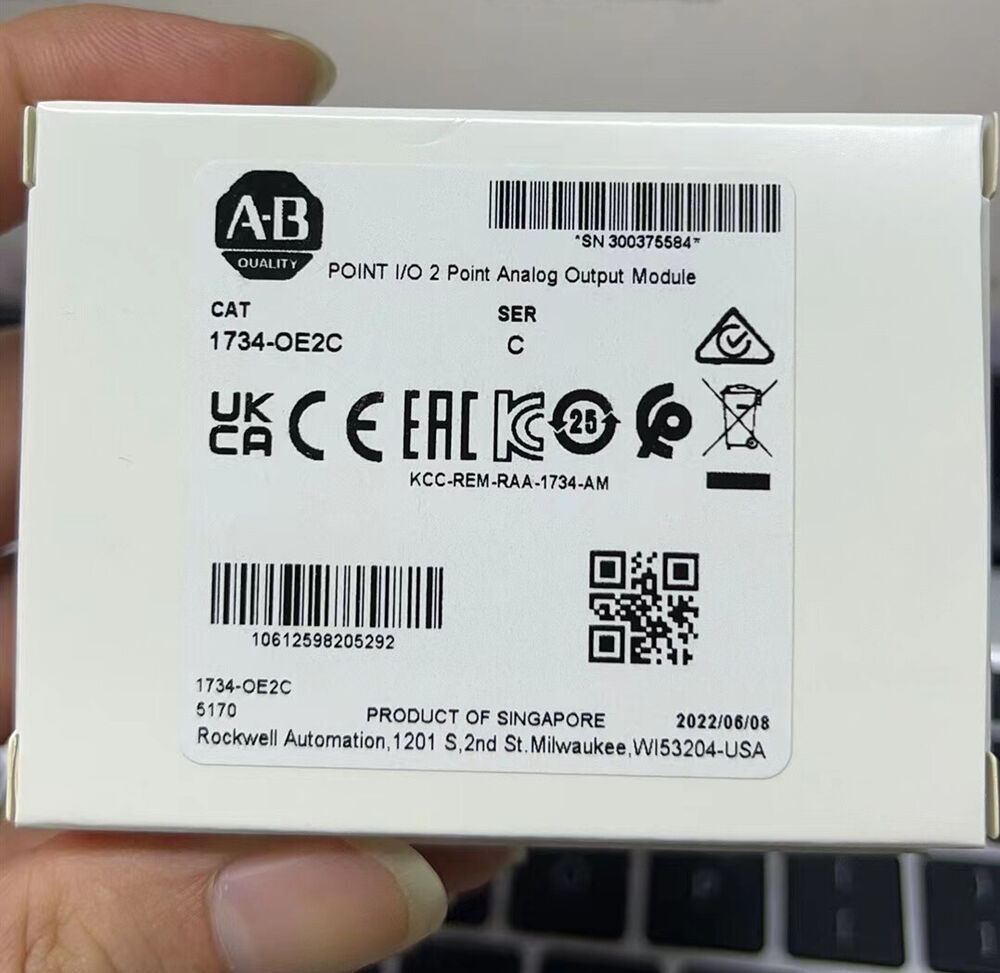 A-B
QUALITY
*SN 300375584*
POINT I/O 2 Point Analog Output Module
CAT
SER
1734-OE2C
C
UK
CA
CE
EAC
KC
25
KCC-REM-RAA-1734-AM
10612598205292
1734-OE2C
5170
PRODUCT OF SINGAPORE
2022/06/08
Rockwell Automation,1201 S,2nd St.Milwaukee,WI53204-USA